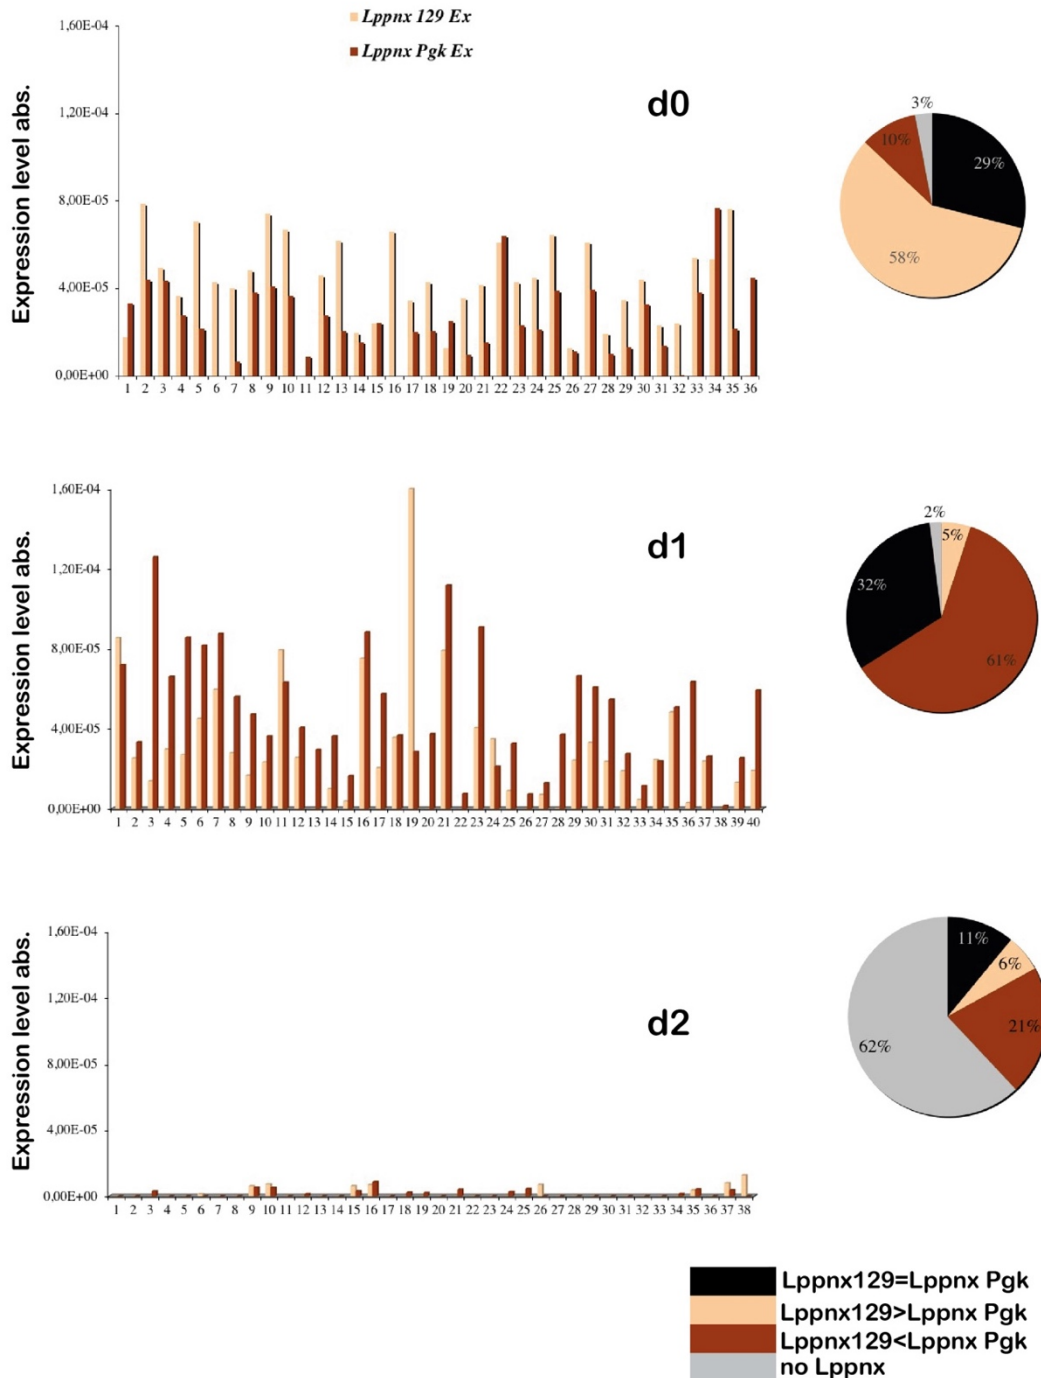 Lppnx 129 Ex
Lppnx Pgk Ex
Expression level abs.
1,60E-04
1,20E-04
8,00E-05
4,00E-05
0,00E+00
1 2 3 4 5 6 7 8 9 10 11 12 13 14 15 16 17 18 19 20 21 22 23 24 25 26 27 28 29 30 31 32 33 34 35 36
d0
3%
10%
29%
58%
Expression level abs.
1,60E-04
1,20E-04
8,00E-05
4,00E-05
0,00E+00
1 2 3 4 5 6 7 8 9 10 11 12 13 14 15 16 17 18 19 20 21 22 23 24 25 26 27 28 29 30 31 32 33 34 35 36 37 38 39 40
d1
2%
5%
32%
61%
Expression level abs.
1,60E-04
1,20E-04
8,00E-05
4,00E-05
0,00E+00
1 2 3 4 5 6 7 8 9 10 11 12 13 14 15 16 17 18 19 20 21 22 23 24 25 26 27 28 29 30 31 32 33 34 35 36 37 38
d2
11%
6%
21%
62%
Lppnx129=Lppnx Pgk
Lppnx129>Lppnx Pgk
Lppnx129<Lppnx Pgk
no Lppnx